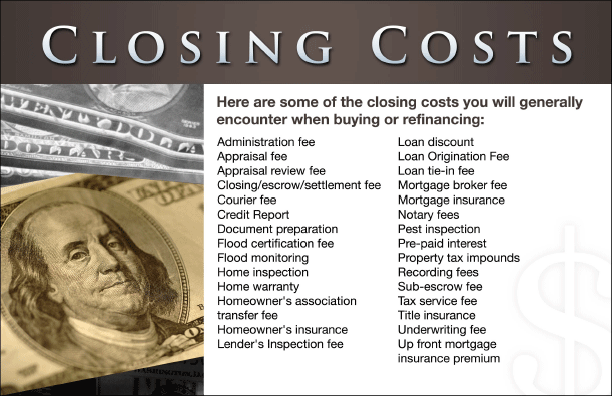 CLOSING COSTS
Here are some of the closing costs you will generally
encounter when buying or refinancing:
Administration fee
Appraisal fee
Appraisal review fee
Closing/escrow/settlement fee
Courier fee
Credit Report
Document preparation
Flood certification fee
Flood monitoring
Home inspection
Home warranty
Homeowner's association
transfer fee
Homeowner's insurance
Lender's Inspection fee
Loan discount
Loan Origination Fee
Loan tie-in fee
Mortgage broker fee
Mortgage insurance
Notary fees
Pest inspection
Pre-paid interest
Property tax impounds
Recording fees
Sub-escrow fee
Tax service fee
Title insurance
Underwriting fee
Up front mortgage
insurance premium
$